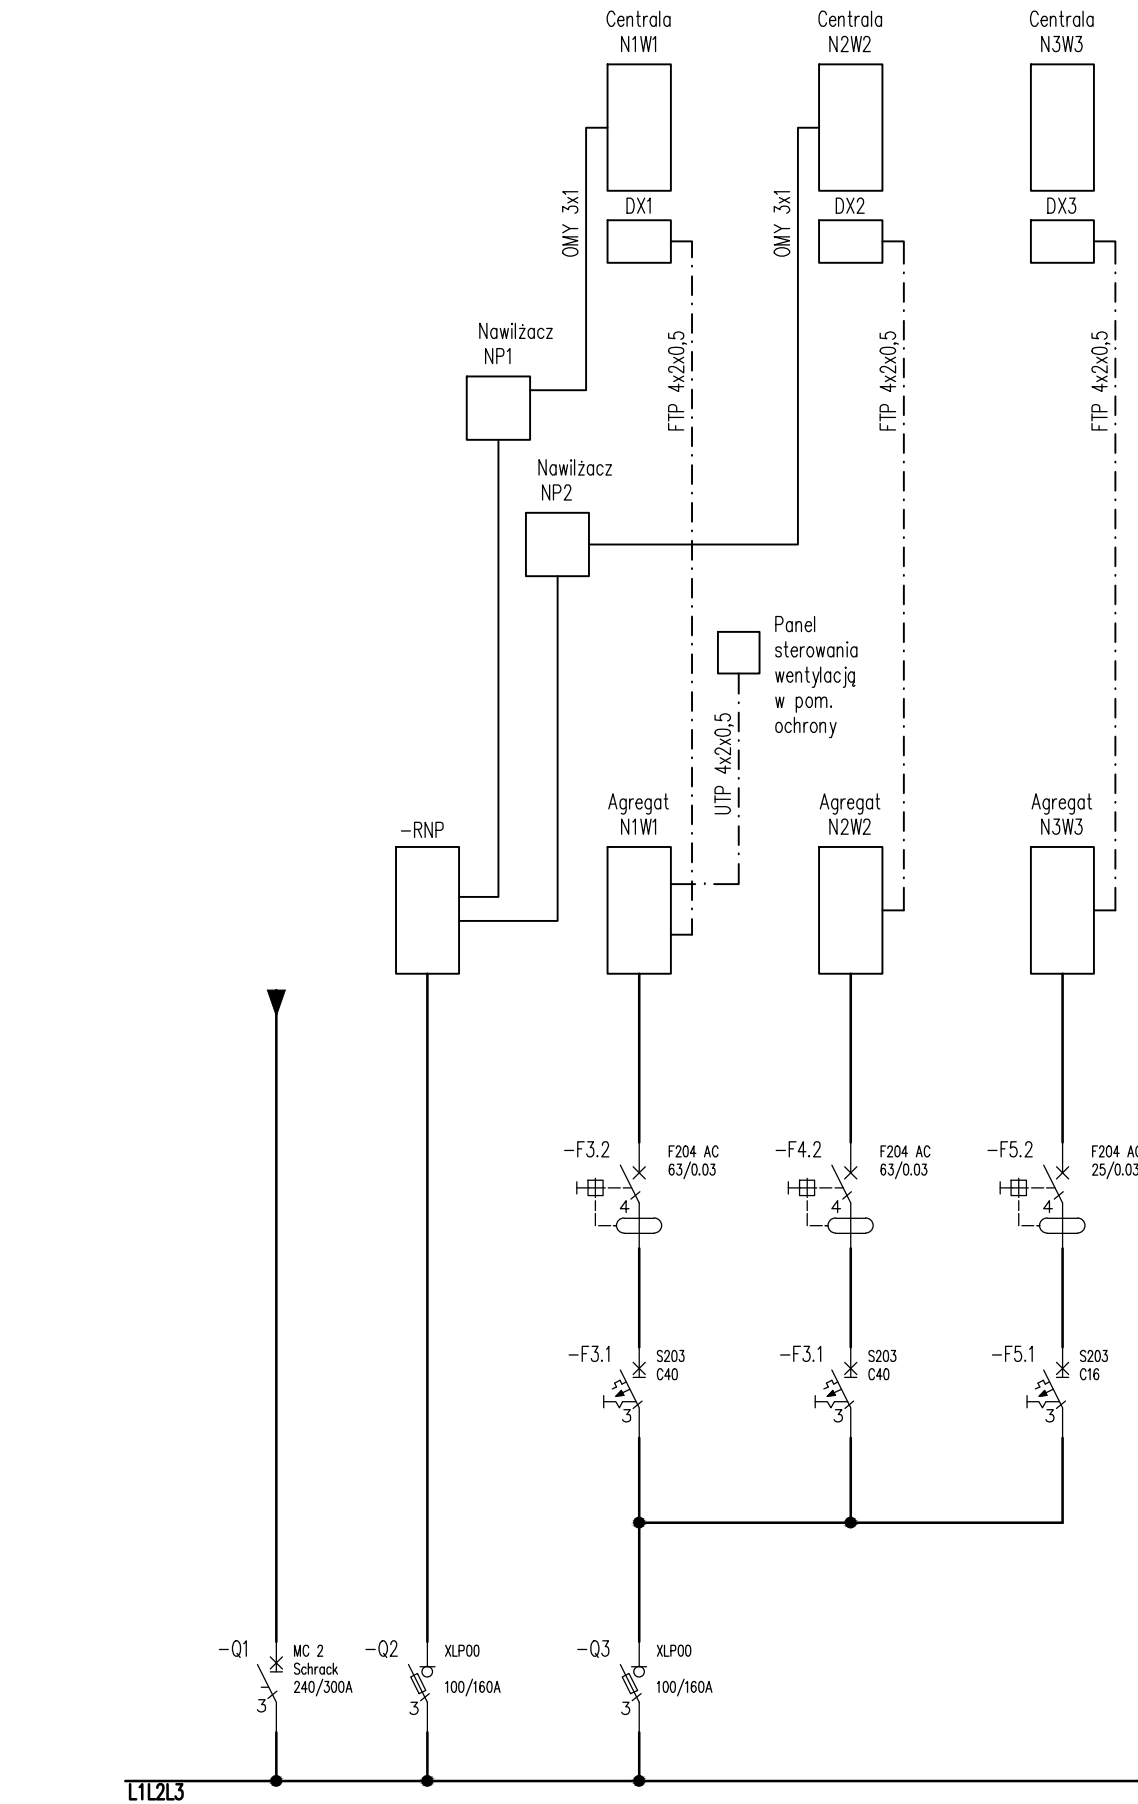 Centrala
N1W1
Centrala
N2W2
Centrala
N3W3
OMY 3x1
DX1
OMY 3x1
DX2
DX3
Nawilżacz
NP1
FTP 4x2x0,5
FTP 4x2x0,5
FTP 4x2x0,5
Nawilżacz
NP2
Panel
sterowania
wentylacją
w pom.
ochrony
UTP 4x2x0,5
-RNP
Agregat
N1W1
Agregat
N2W2
Agregat
N3W3
-F3.2
F204 AC
63/0.03
4
-F4.2
F204 AC
63/0.03
4
-F5.2
F204 AC
25/0.03
4
-F3.1
S203
C40
3
-F3.1
S203
C40
3
-F5.1
S203
C16
3
-Q1
MC 2
Schrack
240/300A
3
-Q2
XLP00
100/160A
3
-Q3
XLP00
100/160A
3
L1L2L3